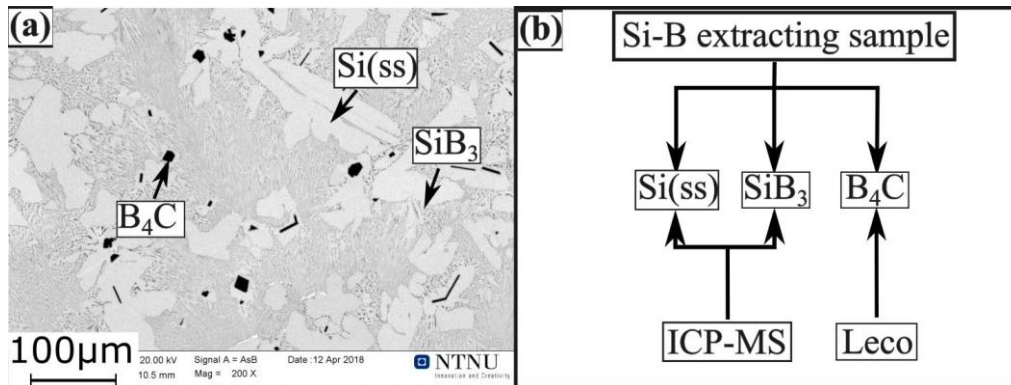 (a)
Si(ss)
SiB₃
B₄C
100μm
20.00 kV
Signal A = AsB
Date :12 Apr 2018
10.5 mm
Mag = 200 X
NTNU
Innovation and Creativity
(b)
Si-B extracting sample
Si(ss)
SiB₃
B₄C
ICP-MS
Leco